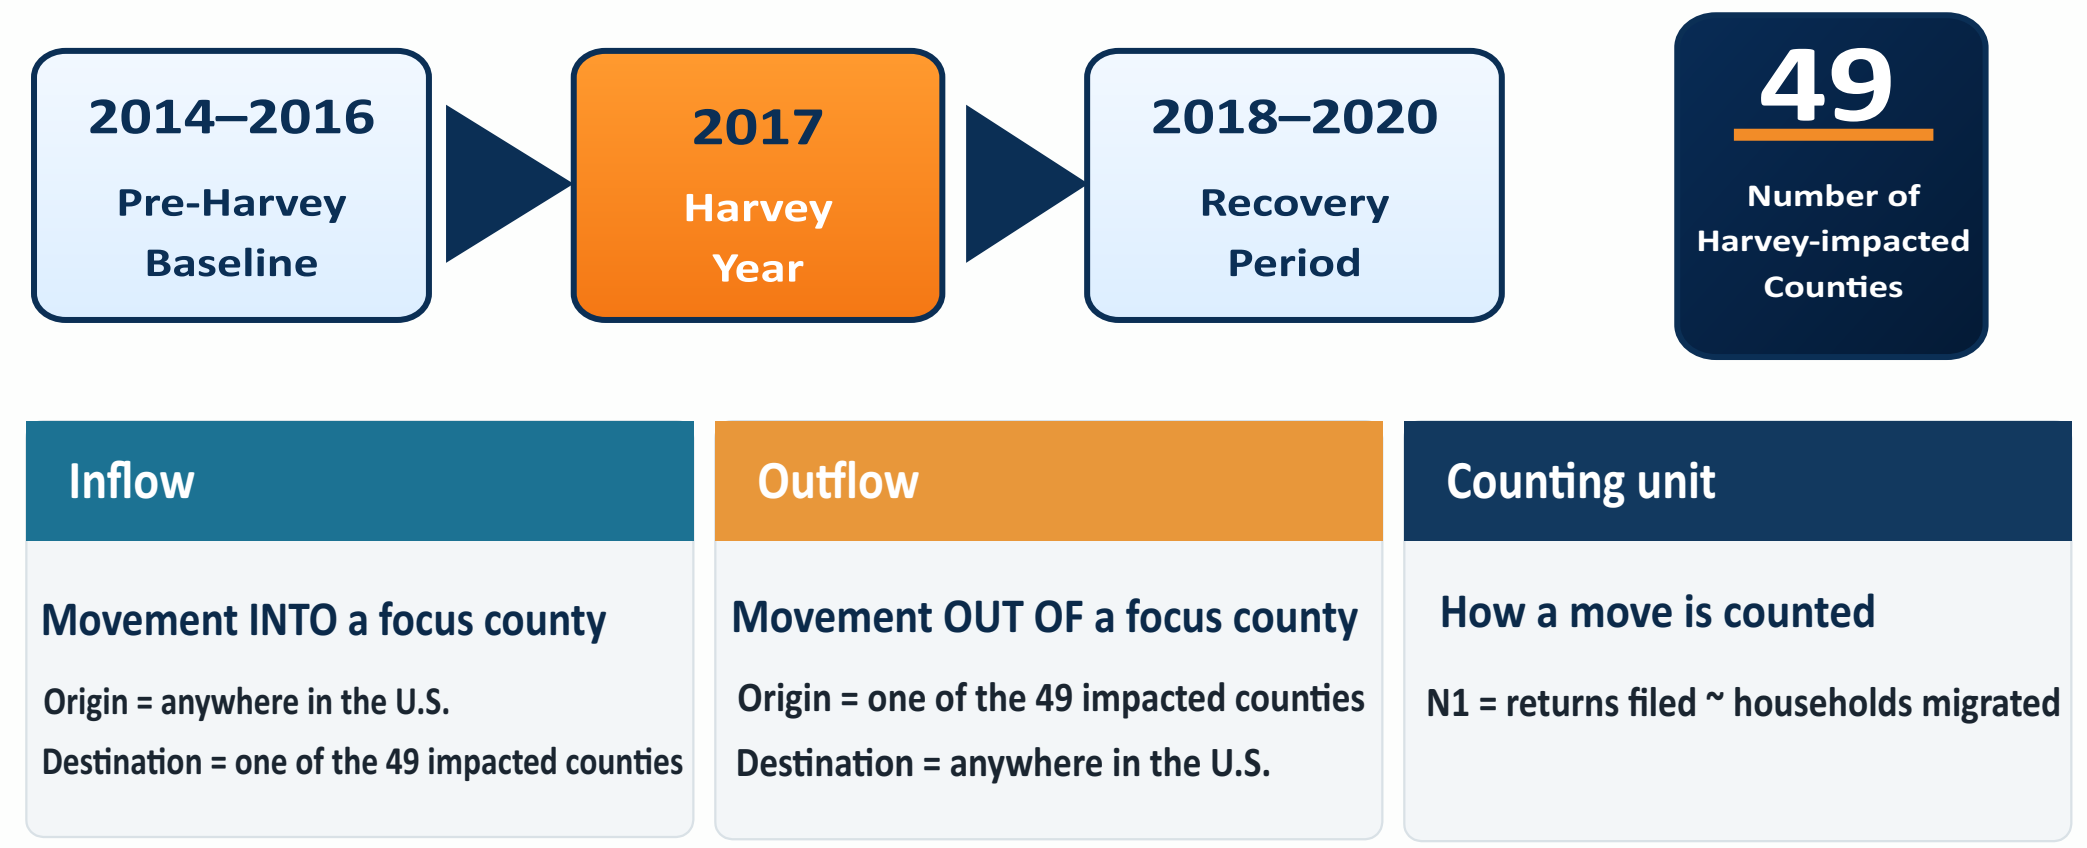 2014–2016
Pre-Harvey
Baseline
2017
Harvey
Year
2018–2020
Recovery
Period
49
Number of
Harvey-impacted
Counties
Inflow
Movement INTO a focus county
Origin = anywhere in the U.S.
Destination = one of the 49 impacted counties
Outflow
Movement OUT OF a focus county
Origin = one of the 49 impacted counties
Destination = anywhere in the U.S.
Counting unit
How a move is counted
N1 = returns filed ~ households migrated